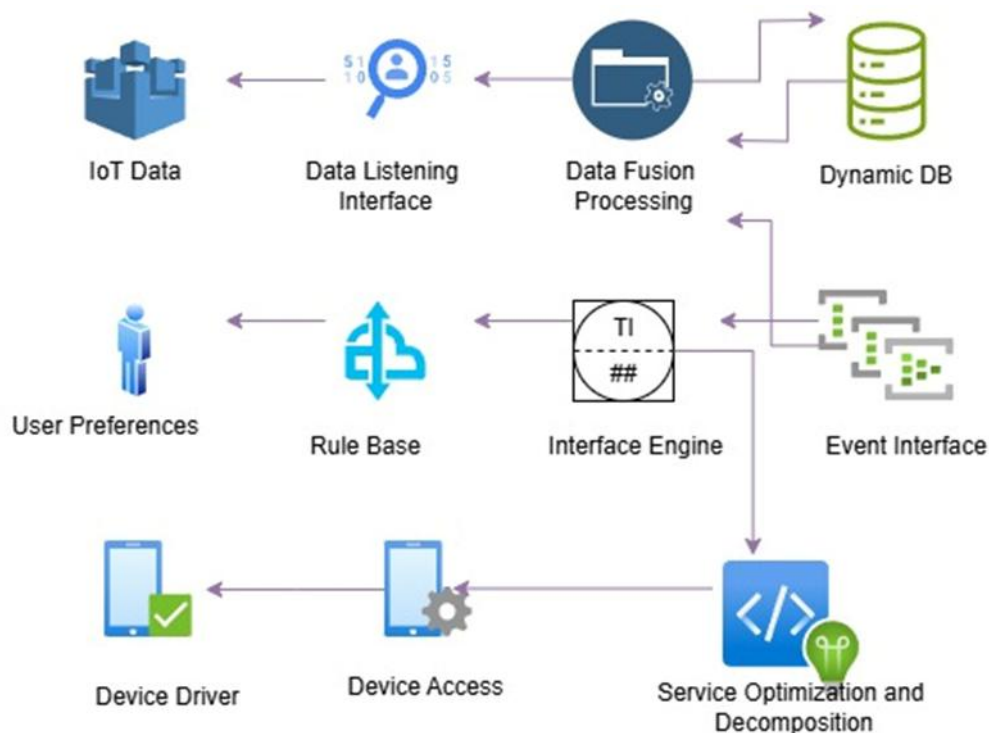 S1 15
10 05
IoT Data
Data Listening
Interface
Data Fusion
Processing
Dynamic DB
TI
##
User Preferences
Rule Base
Interface Engine
Event Interface
</>
Device Driver
Device Access
Service Optimization and
Decomposition